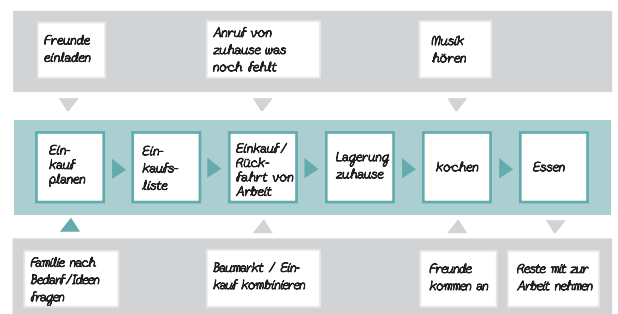 Freunde
einladen
Anruf von
zuhause was
noch fehlt
Musik
hören
Ein-
kauf
planen
Ein-
kaufs-
liste
Einkauf/
Rück-
fahrt von
Arbeit
Lagerung
zuhause
kochen
Essen
Familie nach
Bedarf/Ideen
fragen
Baumarkt / Ein-
kauf kombinieren
Freunde
kommen an
Reste mit zur
Arbeit nehmen